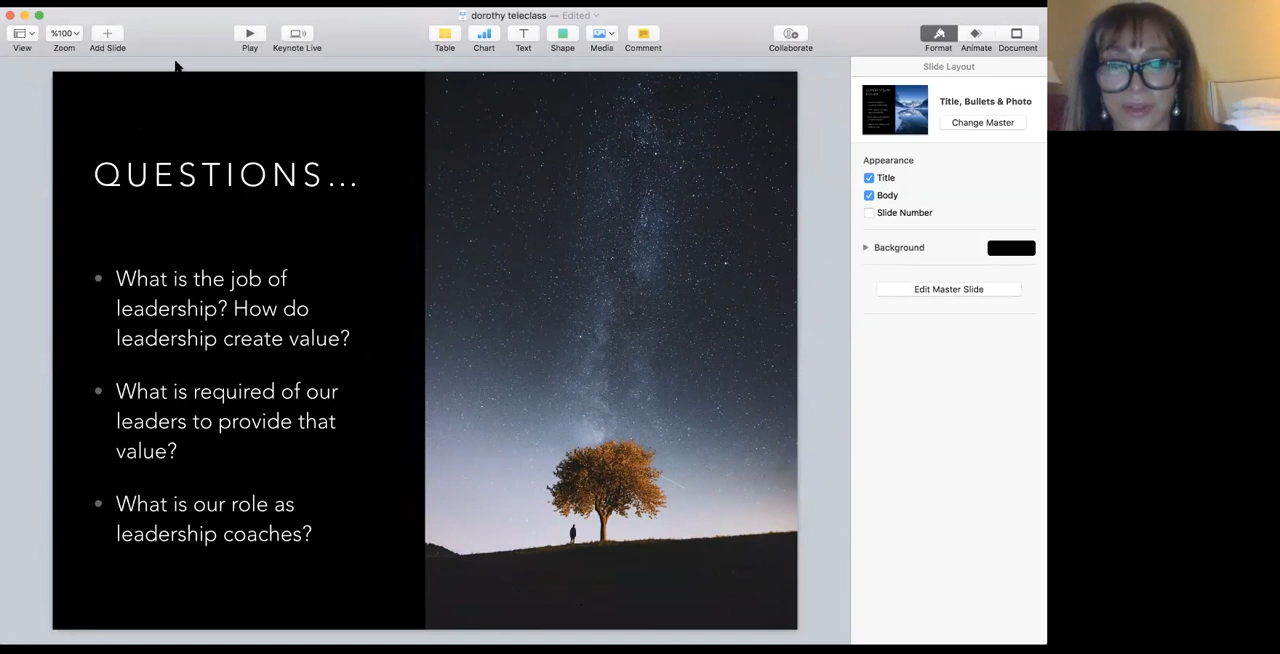 dorothy teleclass — Edited
View
%100
Zoom
Add Slide
Play
Keynote Live
Table
Chart
Text
Shape
Media
Comment
Collaborate
Format
Animate
Document
QUESTIONS...
• What is the job of
leadership? How do
leadership create value?
• What is required of our
leaders to provide that
value?
• What is our role as
leadership coaches?
Slide Layout
Title, Bullets & Photo
Change Master
Appearance
Title
Body
Slide Number
Background
Edit Master Slide